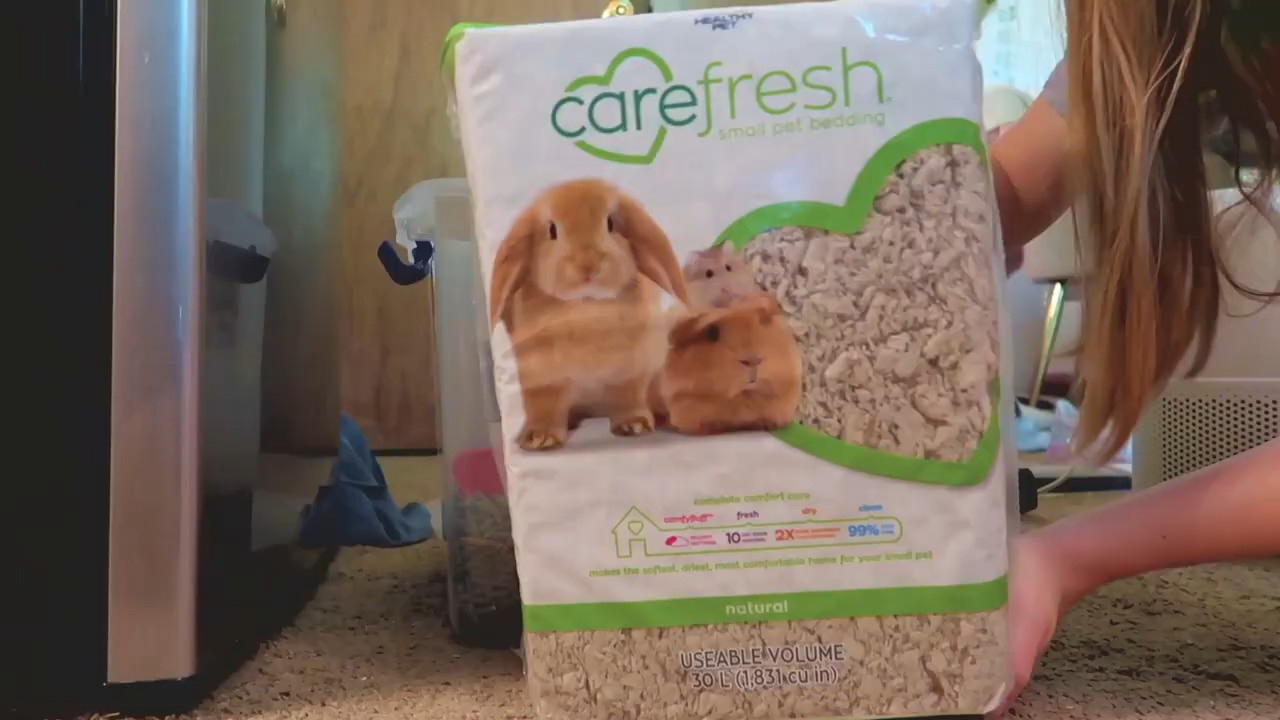 HEALTHY
PET
carefresh
small pet bedding
complete comfort care
comfyfluff fresh dry clean
10 2X 99%
makes the softest, driest, most comfortable home for your small pet
natural
USEABLE VOLUME
30 L (1,831 cu in)